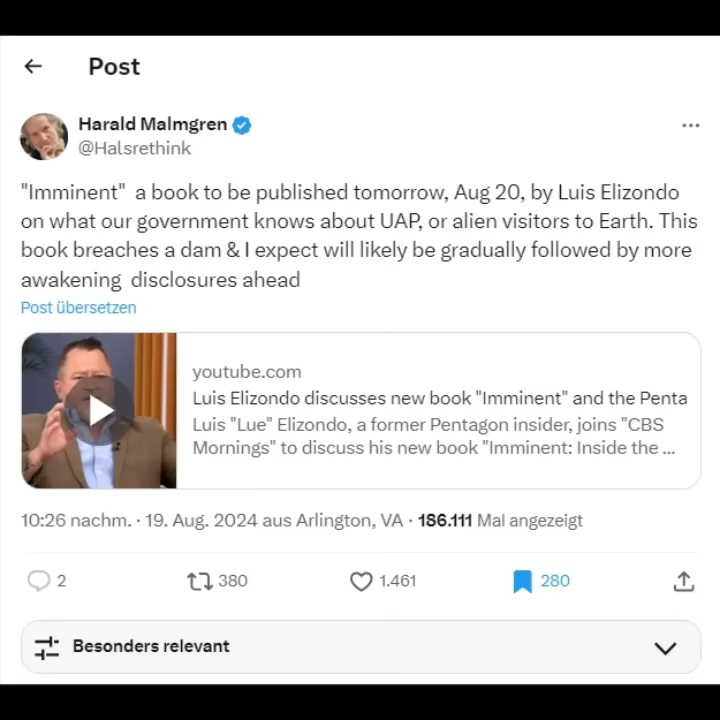 Post
Harald Malmgren
@Halsrethink
"Imminent" a book to be published tomorrow, Aug 20, by Luis Elizondo
on what our government knows about UAP, or alien visitors to Earth. This
book breaches a dam & I expect will likely be gradually followed by more
awakening disclosures ahead
Post übersetzen
youtube.com
Luis Elizondo discusses new book "Imminent" and the Penta
Luis "Lue" Elizondo, a former Pentagon insider, joins "CBS
Mornings" to discuss his new book "Imminent: Inside the ...
10:26 nachm. · 19. Aug. 2024 aus Arlington, VA · 186.111 Mal angezeigt
2 380 1.461 280
Besonders relevant